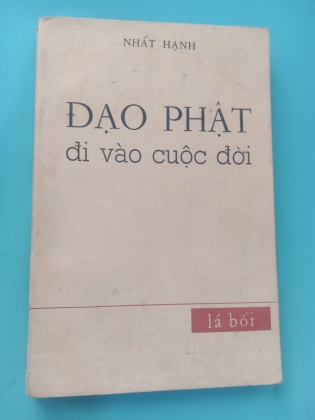 NHẤT HẠNH
ĐẠO PHẬT
đi vào cuộc đời
lá bối